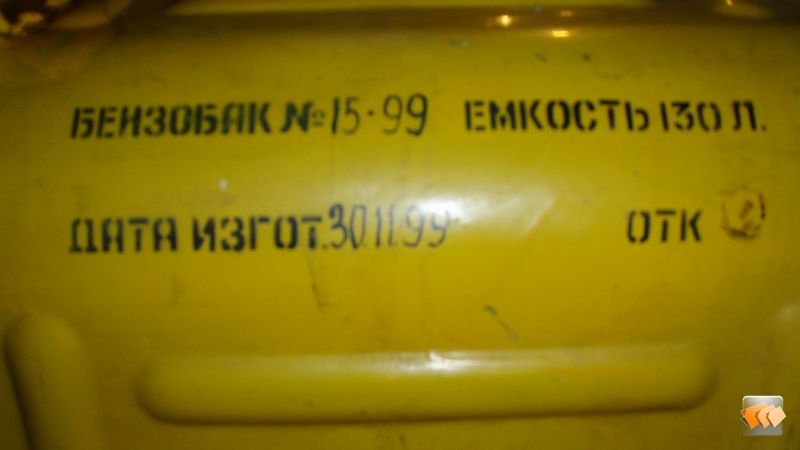 БЕНЗОБАК №15-99 ЕМКОСТЬ 130 Л.
ДАТА ИЗГОТ.30.11.99 ОТК